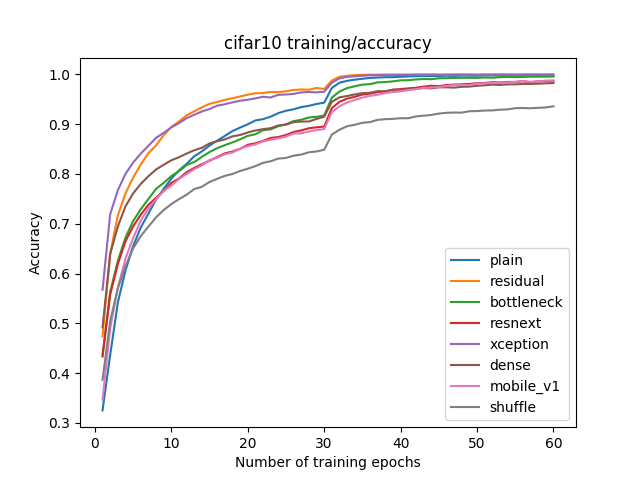 cifar10 training/accuracy
Accuracy
1.0
0.9
0.8
0.7
0.6
0.5
0.4
0.3
plain
residual
bottleneck
resnext
xception
dense
mobile_v1
shuffle
0 10 20 30 40 50 60
Number of training epochs